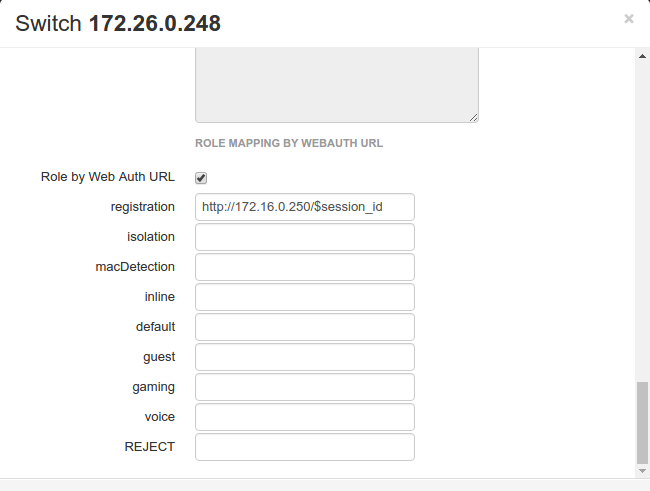 Switch 172.26.0.248
×
ROLE MAPPING BY WEBAUTH URL
Role by Web Auth URL
registration http://172.16.0.250/$session_id
isolation
macDetection
inline
default
guest
gaming
voice
REJECT